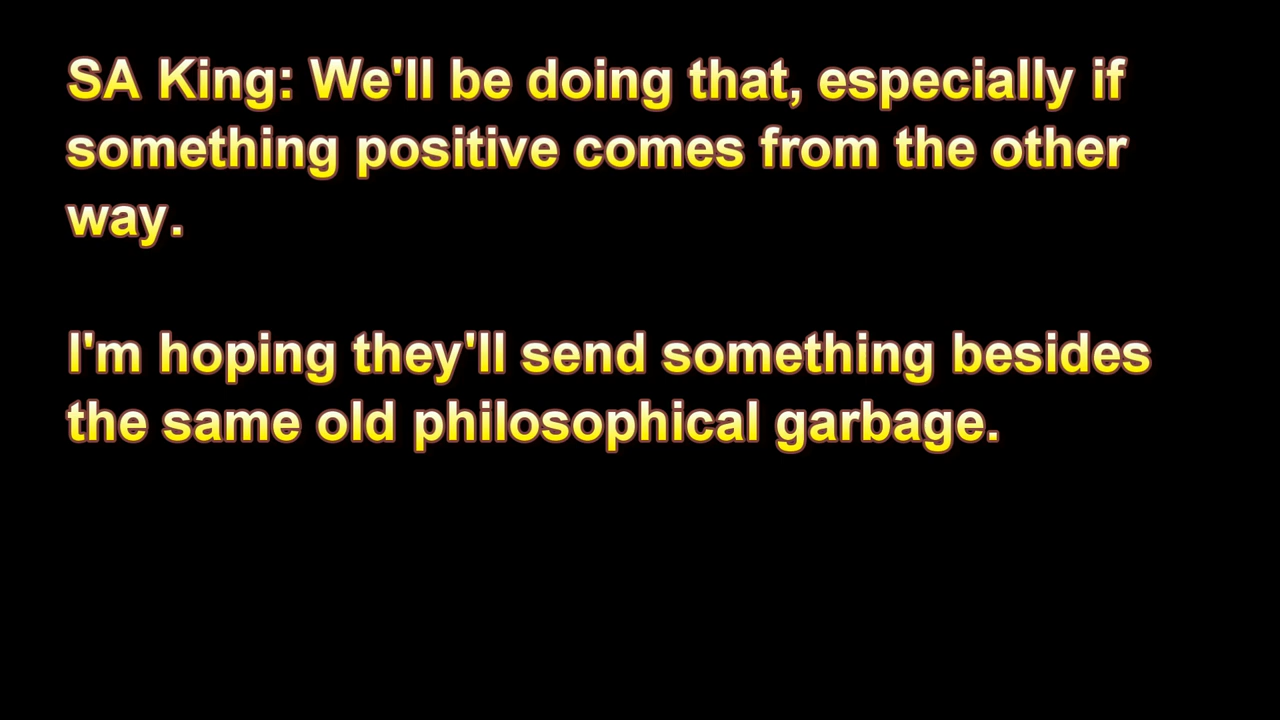 SA King: We'll be doing that, especially if
something positive comes from the other
way.
I'm hoping they'll send something besides
the same old philosophical garbage.